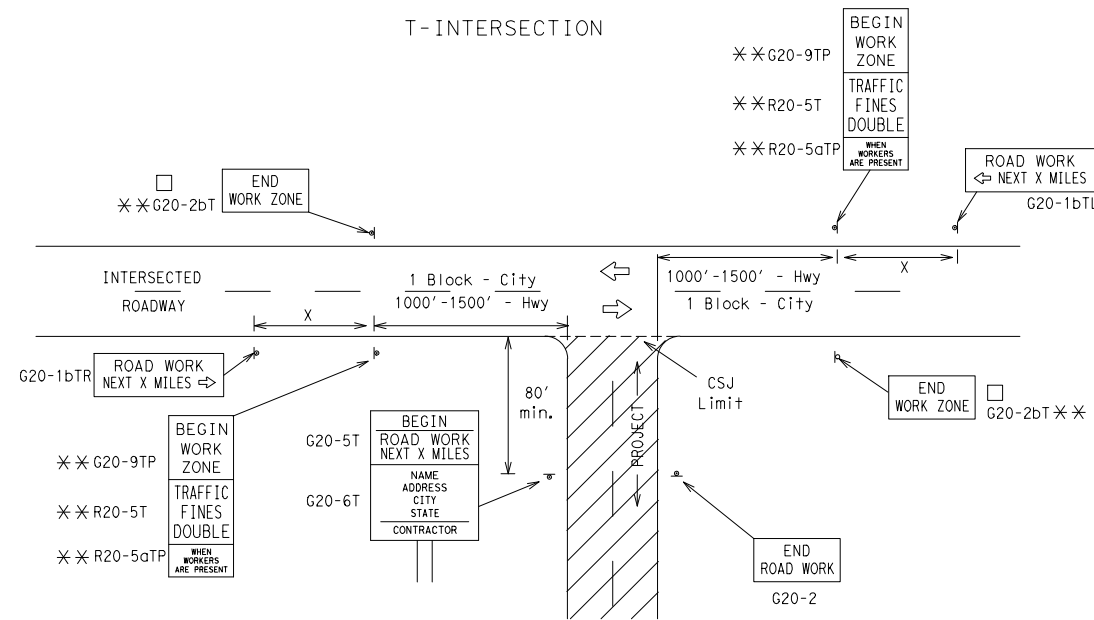 T-INTERSECTION
BEGIN
WORK
ZONE
TRAFFIC
FINES
DOUBLE
WHEN
WORKERS
ARE PRESENT
**G20-9TP
**R20-5T
**R20-5aTP
ROAD WORK
⇦ NEXT X MILES
G20-1bTL
□
**G20-2bT
END
WORK ZONE
INTERSECTED
ROADWAY
1 Block - City
1000'-1500' - Hwy
X
1000'-1500' - Hwy
1 Block - City
X
G20-1bTR
ROAD WORK
NEXT X MILES ⇨
80'
min.
PROJECT
CSJ
Limit
END
WORK ZONE
□
G20-2bT **
**G20-9TP
**R20-5T
**R20-5aTP
BEGIN
WORK
ZONE
TRAFFIC
FINES
DOUBLE
WHEN
WORKERS
ARE PRESENT
G20-5T
G20-6T
BEGIN
ROAD WORK
NEXT X MILES
NAME
ADDRESS
CITY
STATE
CONTRACTOR
END
ROAD WORK
G20-2